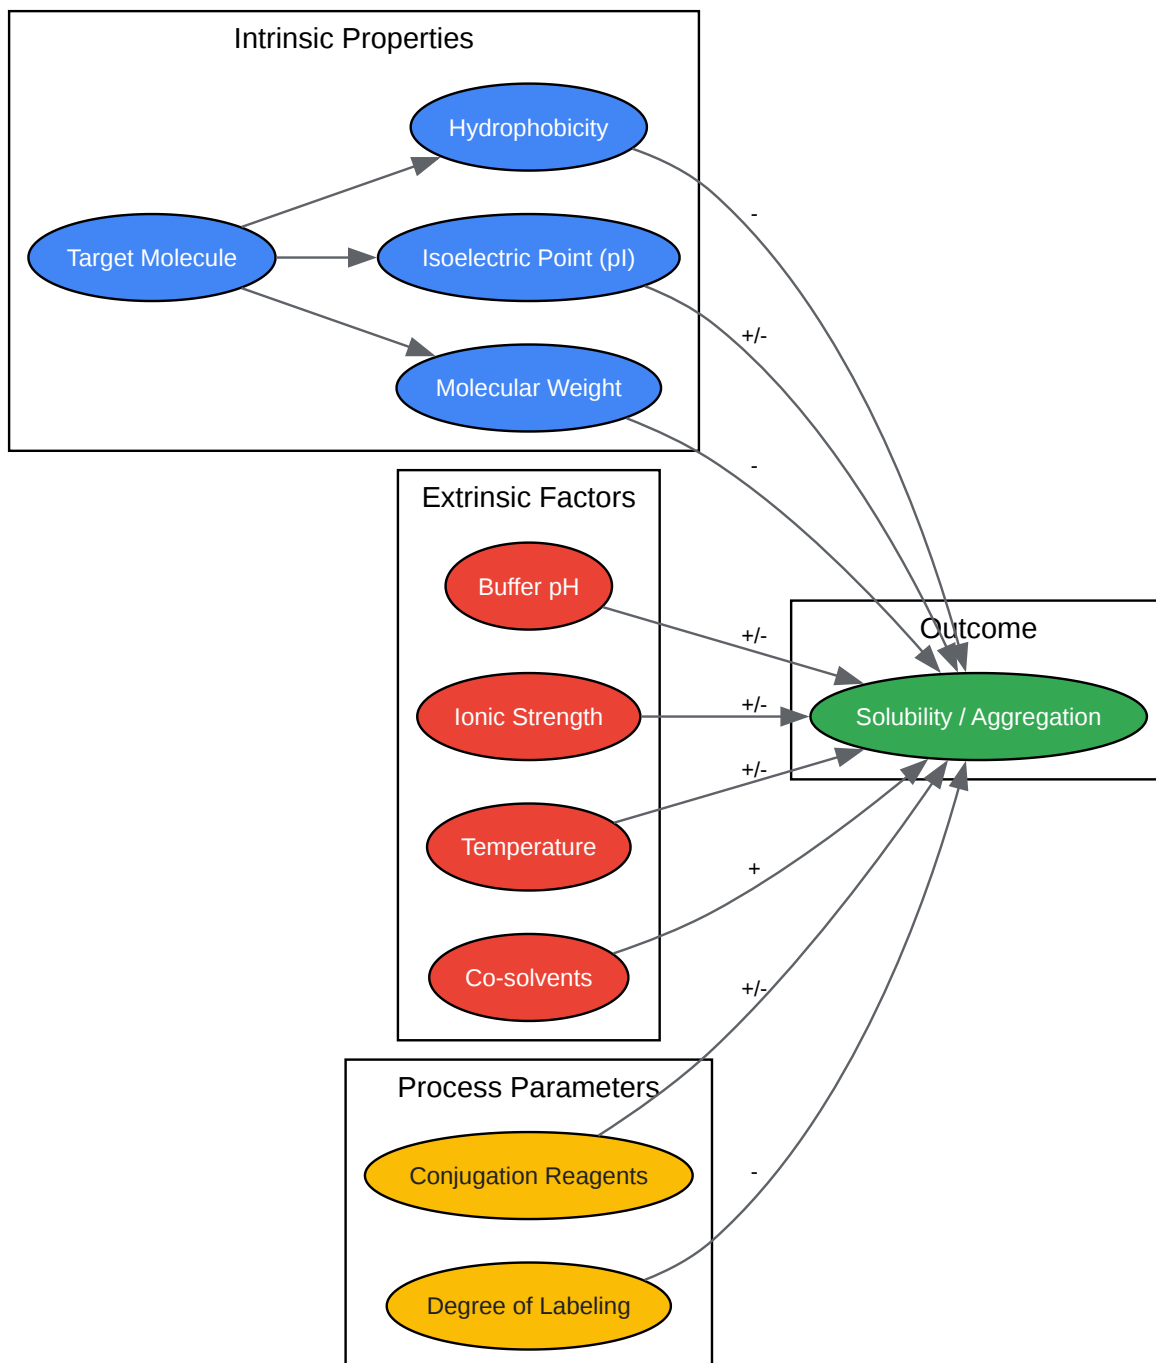 Intrinsic Properties
Hydrophobicity
-
Target Molecule
Isoelectric Point (pI)
+/-
Molecular Weight
-
Extrinsic Factors
Buffer pH
+/-
Outcome
Ionic Strength
+/-
Solubility / Aggregation
+/-
Temperature
+
Co-solvents
+/-
Process Parameters
Conjugation Reagents
-
Degree of Labeling